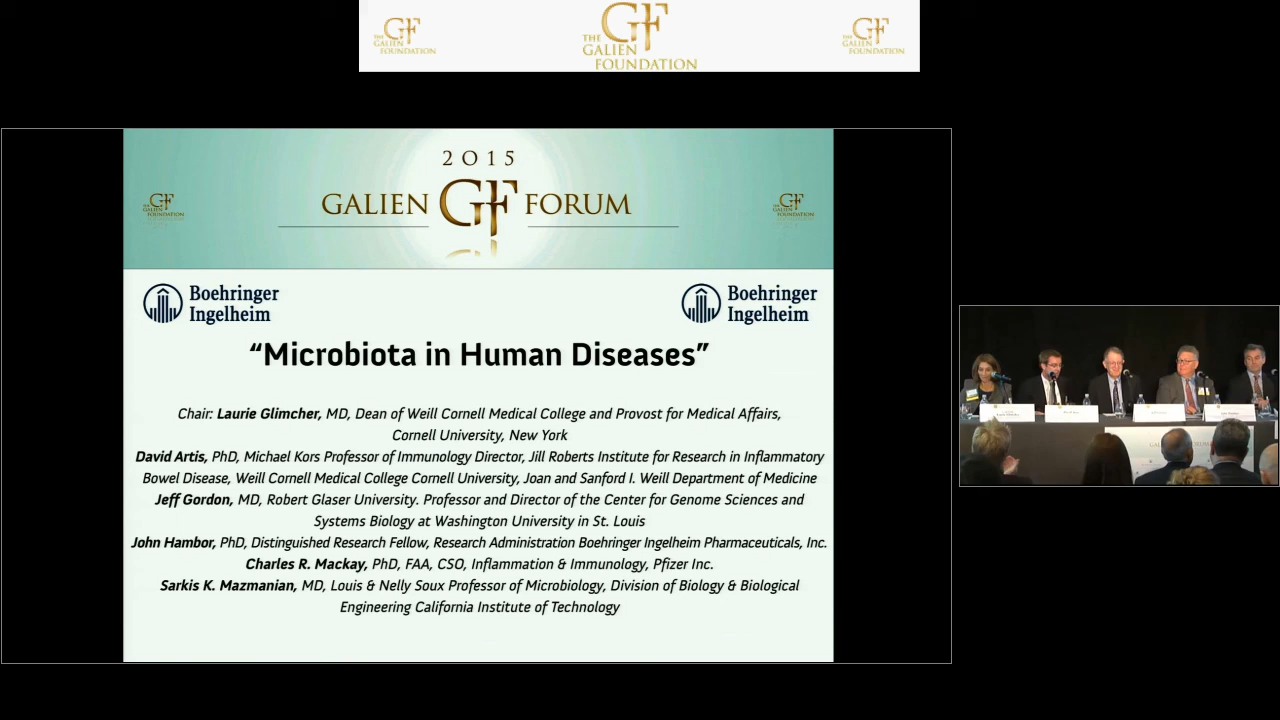 THE GALIEN FOUNDATION
THE GALIEN FOUNDATION
THE GALIEN FOUNDATION
2015
GALIEN GF FORUM
THE GALIEN FOUNDATION
THE GALIEN FOUNDATION
Boehringer Ingelheim
Boehringer Ingelheim
“Microbiota in Human Diseases”
Chair: Laurie Glimcher, MD, Dean of Weill Cornell Medical College and Provost for Medical Affairs,
Cornell University, New York
David Artis, PhD, Michael Kors Professor of Immunology Director, Jill Roberts Institute for Research in Inflammatory
Bowel Disease, Weill Cornell Medical College Cornell University, Joan and Sanford I. Weill Department of Medicine
Jeff Gordon, MD, Robert Glaser University. Professor and Director of the Center for Genome Sciences and
Systems Biology at Washington University in St. Louis
John Hambor, PhD, Distinguished Research Fellow, Research Administration Boehringer Ingelheim Pharmaceuticals, Inc.
Charles R. Mackay, PhD, FAA, CSO, Inflammation & Immunology, Pfizer Inc.
Sarkis K. Mazmanian, MD, Louis & Nelly Soux Professor of Microbiology, Division of Biology & Biological
Engineering California Institute of Technology